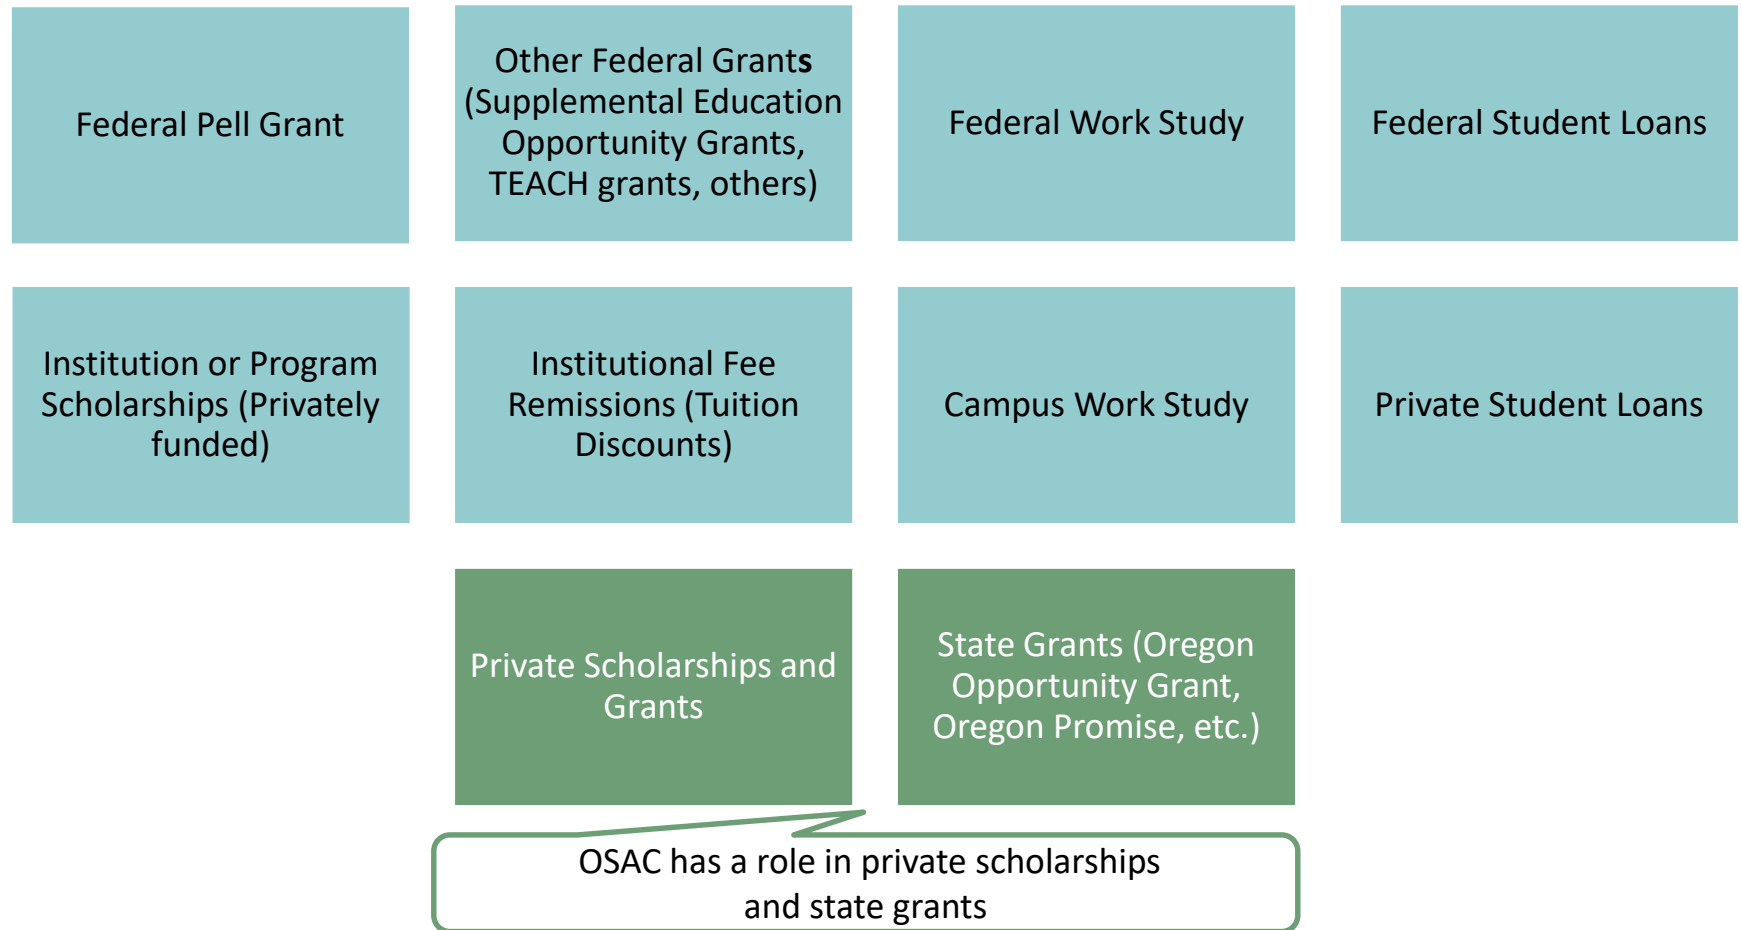 Federal Pell Grant
Other Federal Grants
(Supplemental Education
Opportunity Grants,
TEACH grants, others)
Federal Work Study
Federal Student Loans
Institution or Program
Scholarships (Privately
funded)
Institutional Fee
Remissions (Tuition
Discounts)
Campus Work Study
Private Student Loans
Private Scholarships and
Grants
State Grants (Oregon
Opportunity Grant,
Oregon Promise, etc.)
OSAC has a role in private scholarships
and state grants